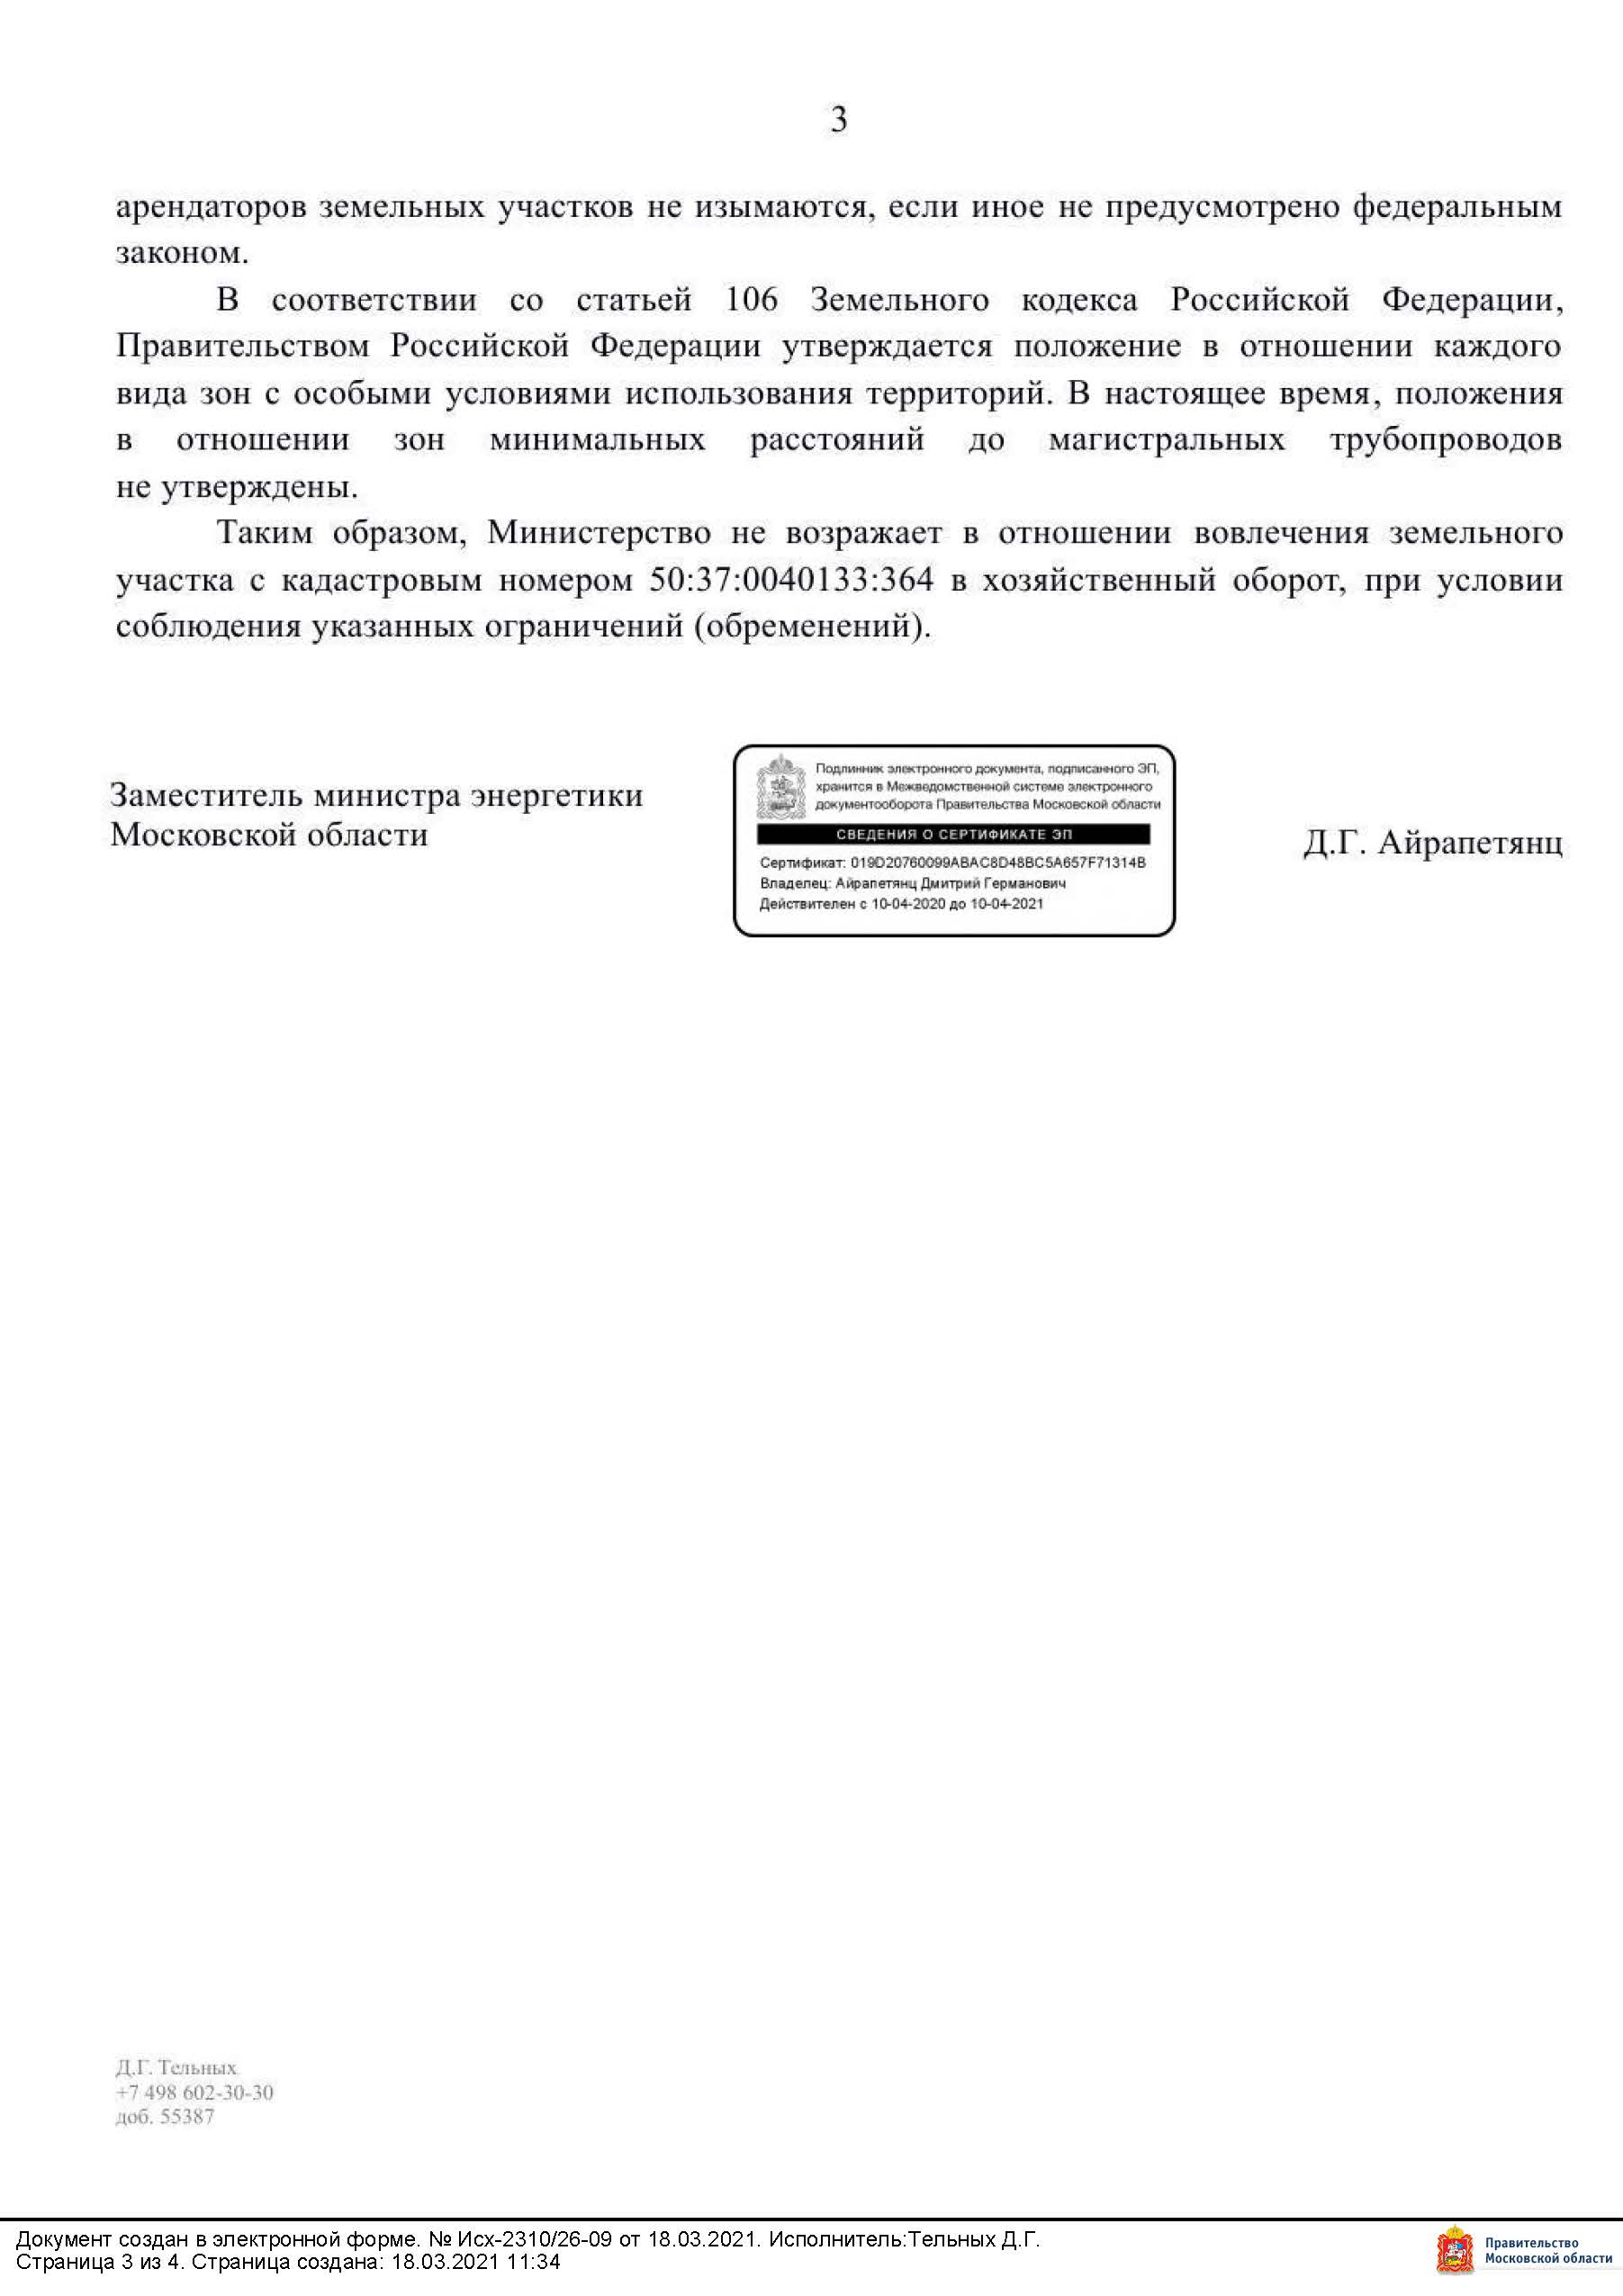 3
арендаторов земельных участков не изымаются, если иное не предусмотрено федеральным
законом.
В соответствии со статьей 106 Земельного кодекса Российской Федерации,
Правительством Российской Федерации утверждается положение в отношении каждого
вида зон с особыми условиями использования территорий. В настоящее время, положения
в отношении зон минимальных расстояний до магистральных трубопроводов
не утверждены.
Таким образом, Министерство не возражает в отношении вовлечения земельного
участка с кадастровым номером 50:37:0040133:364 в хозяйственный оборот, при условии
соблюдения указанных ограничений (обременений).
Заместитель министра энергетики
Московской области
Подлинник электронного документа, подписанного ЭП,
хранится в Межведомственной системе электронного
документооборота Правительства Московской области
СВЕДЕНИЯ О СЕРТИФИКАТЕ ЭП
Сертификат: 019D20760099ABAC8D48BC5A657F71314B
Владелец: Айрапетянц Дмитрий Германович
Действителен с 10-04-2020 до 10-04-2021
Д.Г. Айрапетянц
Д.Г. Тельных
+7 498 602-30-30
доб. 55387
Документ создан в электронной форме. № Исх-2310/26-09 от 18.03.2021. Исполнитель:Тельных Д.Г.
Страница 3 из 4. Страница создана: 18.03.2021 11:34
Правительство
Московской области